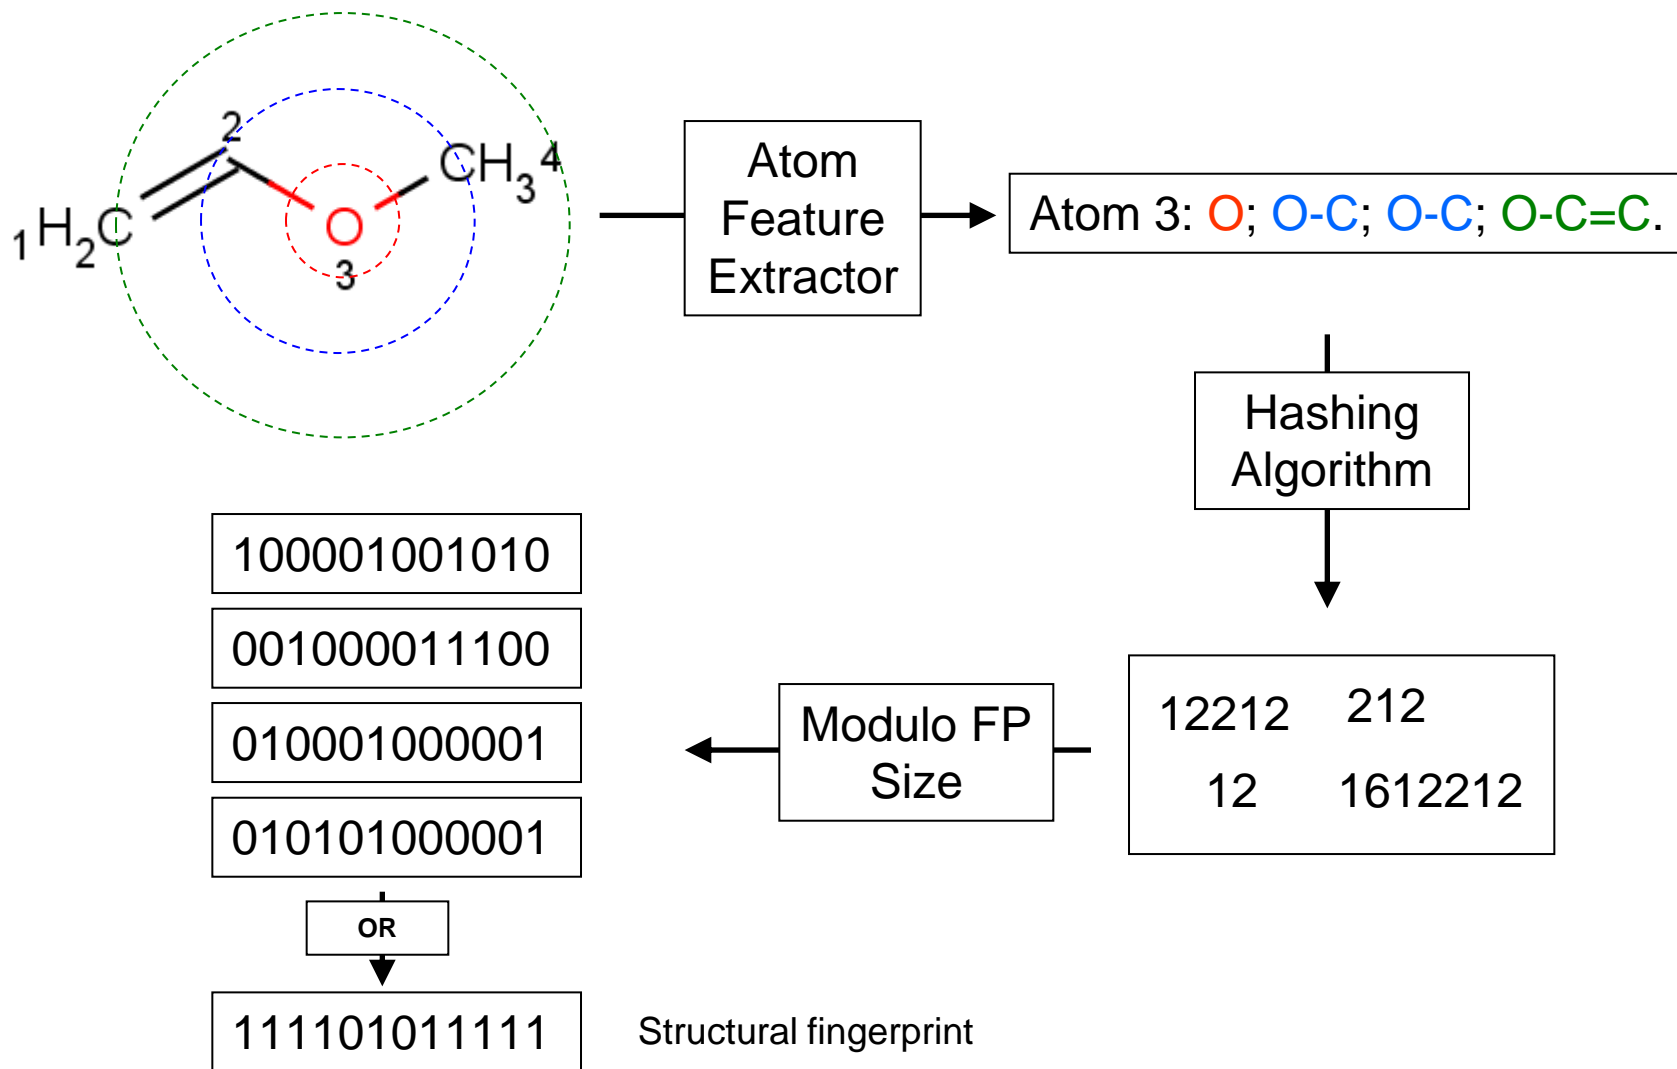 2
CH3 4
1 H2C
O
3
Atom
Feature
Extractor
Atom 3: O; O-C; O-C; O-C=C.
Hashing
Algorithm
12212 212
12 1612212
Modulo FP
Size
100001001010
001000011100
010001000001
010101000001
OR
111101011111
Structural fingerprint